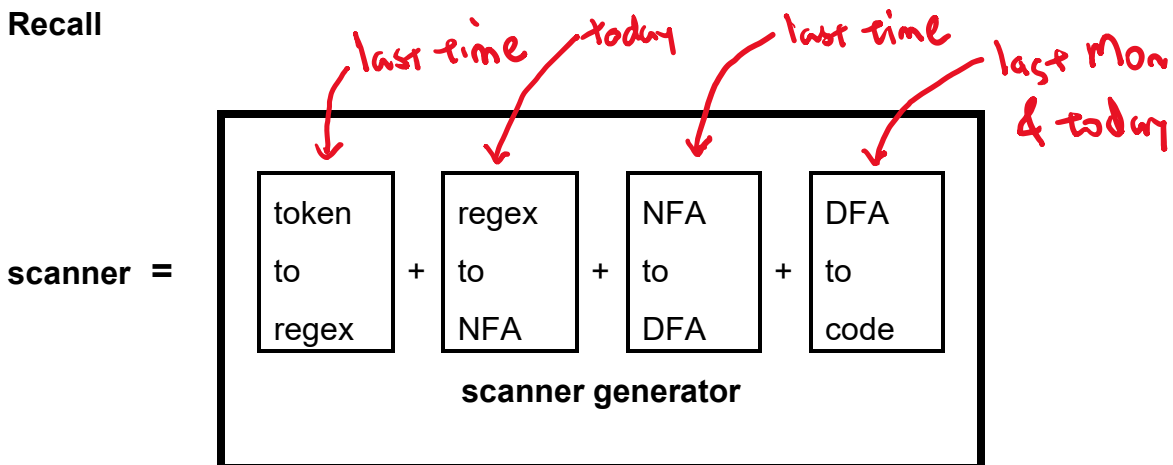 Recall
last time today last time last Mon
& today
token regex NFA DFA
scanner = to + to + to + to
regex NFA DFA code
scanner generator